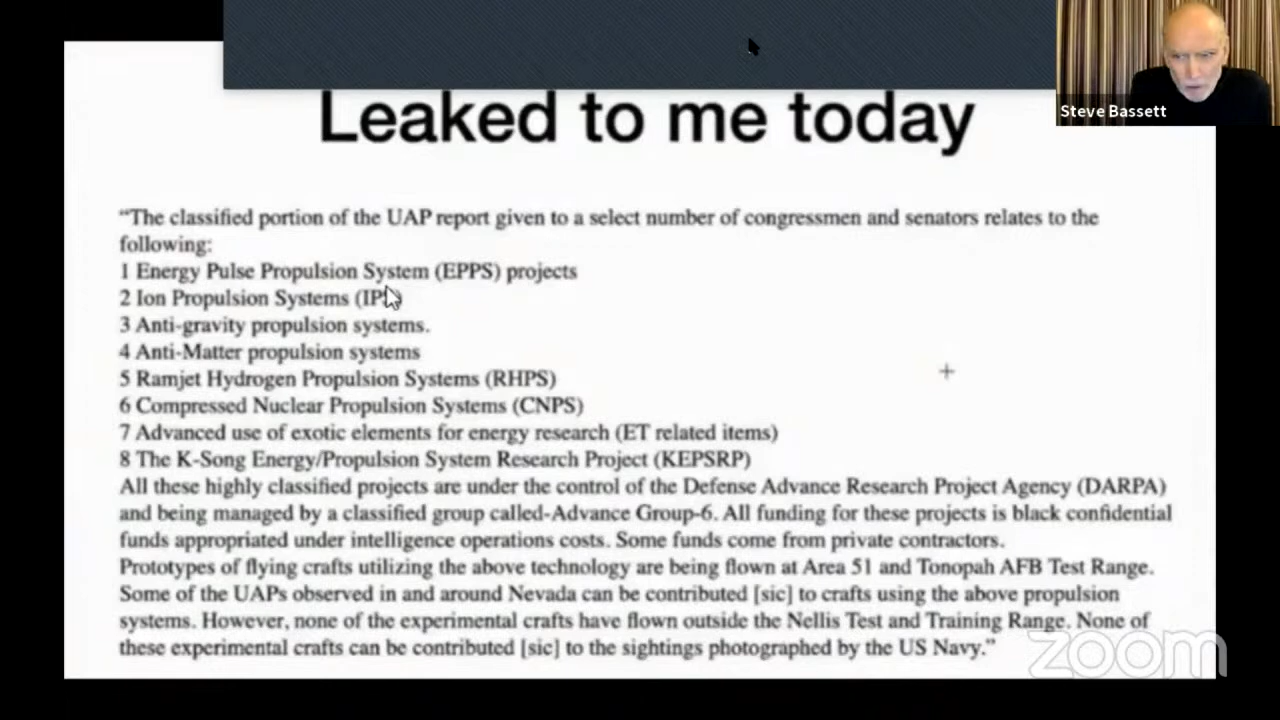 Steve Bassett
Leaked to me today
“The classified portion of the UAP report given to a select number of congressmen and senators relates to the
following:
1 Energy Pulse Propulsion System (EPPS) projects
2 Ion Propulsion Systems
3 Anti-gravity propulsion systems.
4 Anti-Matter propulsion systems
5 Ramjet Hydrogen Propulsion Systems (RHPS)
6 Compressed Nuclear Propulsion Systems (CNPS)
7 Advanced use of exotic elements for energy research (ET related items)
8 The K-Song Energy/Propulsion System Research Project (KEPSRP)
All these highly classified projects are under the control of the Defense Advance Research Project Agency (DARPA)
and being managed by a classified group called-Advance Group-6. All funding for these projects is black confidential
funds appropriated under intelligence operations costs. Some funds come from private contractors.
Prototypes of flying crafts utilizing the above technology are being flown at Area 51 and Tonopah AFB Test Range.
Some of the UAPs observed in and around Nevada can be contributed [sic] to crafts using the above propulsion
systems. However, none of the experimental crafts have flown outside the Nellis Test and Training Range. None of
these experimental crafts can be contributed [sic] to the sightings photographed by the US Navy.”
zoom